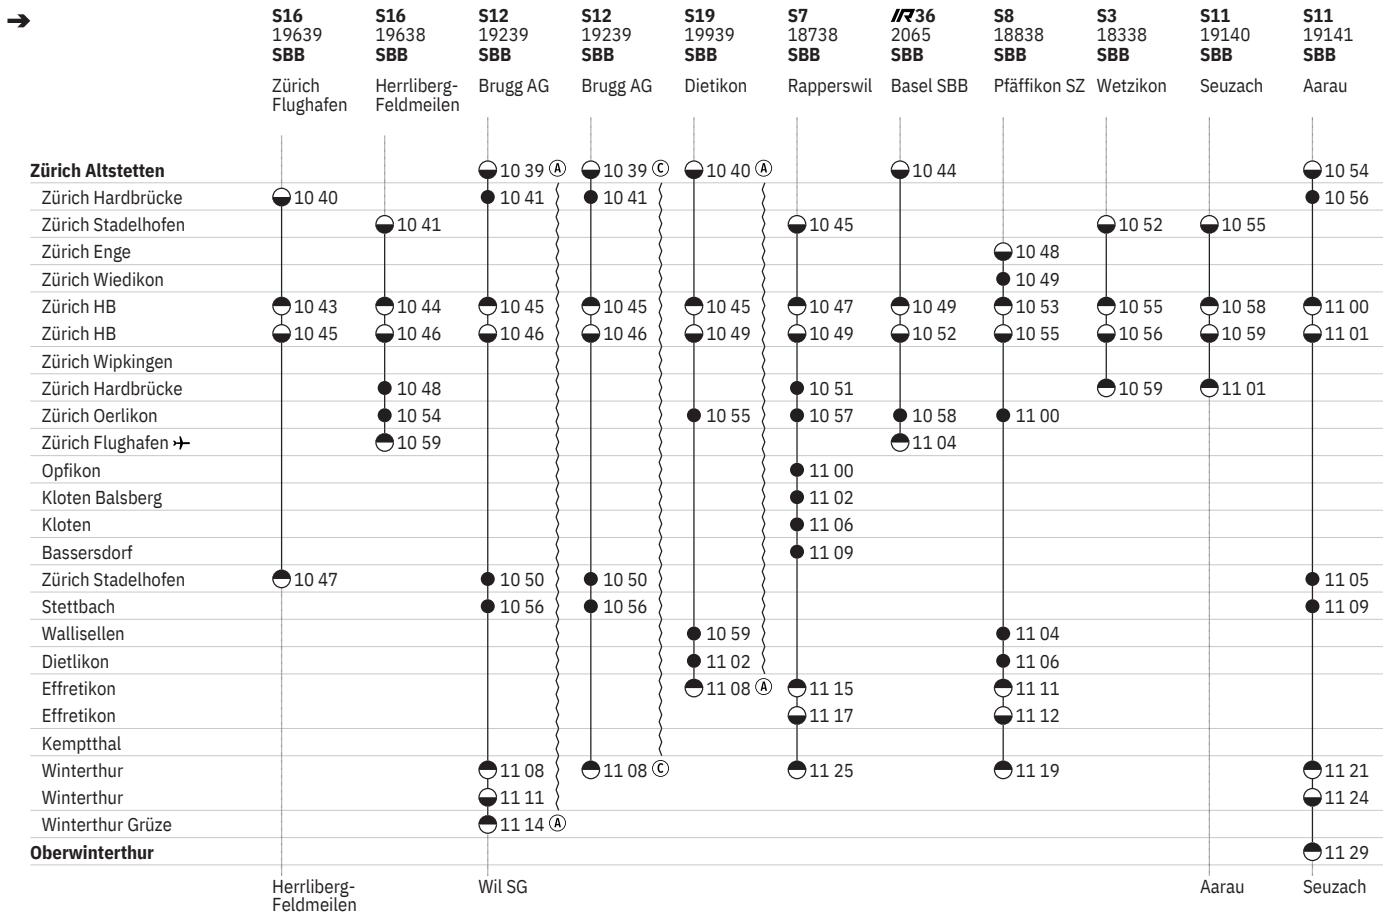 ➔ S16 S16 S12 S12 S19 S7 IR36 S8 S3 S11 S11
19639 19638 19239 19239 19939 18738 2065 18838 18338 19140 19141
SBB SBB SBB SBB SBB SBB SBB SBB SBB SBB SBB
Zürich Herrliberg- Brugg AG Brugg AG Dietikon Rapperswil Basel SBB Pfäffikon SZ Wetzikon Seuzach Aarau
Flughafen Feldmeilen
Zürich Altstetten 10 39 Ⓐ 10 39 Ⓒ 10 40 Ⓐ 10 44 10 54
Zürich Hardbrücke 10 40 10 41 10 41 10 56
Zürich Stadelhofen 10 41 10 45 10 52 10 55
Zürich Enge 10 48
Zürich Wiedikon 10 49
Zürich HB 10 43 10 44 10 45 10 45 10 45 10 47 10 49 10 53 10 55 10 58 11 00
Zürich HB 10 45 10 46 10 46 10 46 10 49 10 49 10 52 10 55 10 56 10 59 11 01
Zürich Wipkingen
Zürich Hardbrücke 10 48 10 51 10 59 11 01
Zürich Oerlikon 10 54 10 55 10 57 10 58 11 00
Zürich Flughafen 10 59 11 04
Opfikon 11 00
Kloten Balsberg 11 02
Kloten 11 06
Bassersdorf 11 09
Zürich Stadelhofen 10 47 10 50 10 50 11 05
Stettbach 10 56 10 56 11 09
Wallisellen 10 59 11 04
Dietlikon 11 02 11 06
Effretikon 11 08 Ⓐ 11 15 11 11
Effretikon 11 17 11 12
Kemptthal
Winterthur 11 08 11 08 Ⓒ 11 25 11 19 11 21
Winterthur 11 11 11 24
Winterthur Grüze 11 14 Ⓐ
Oberwinterthur 11 29
Herrliberg- Wil SG Aarau Seuzach
Feldmeilen